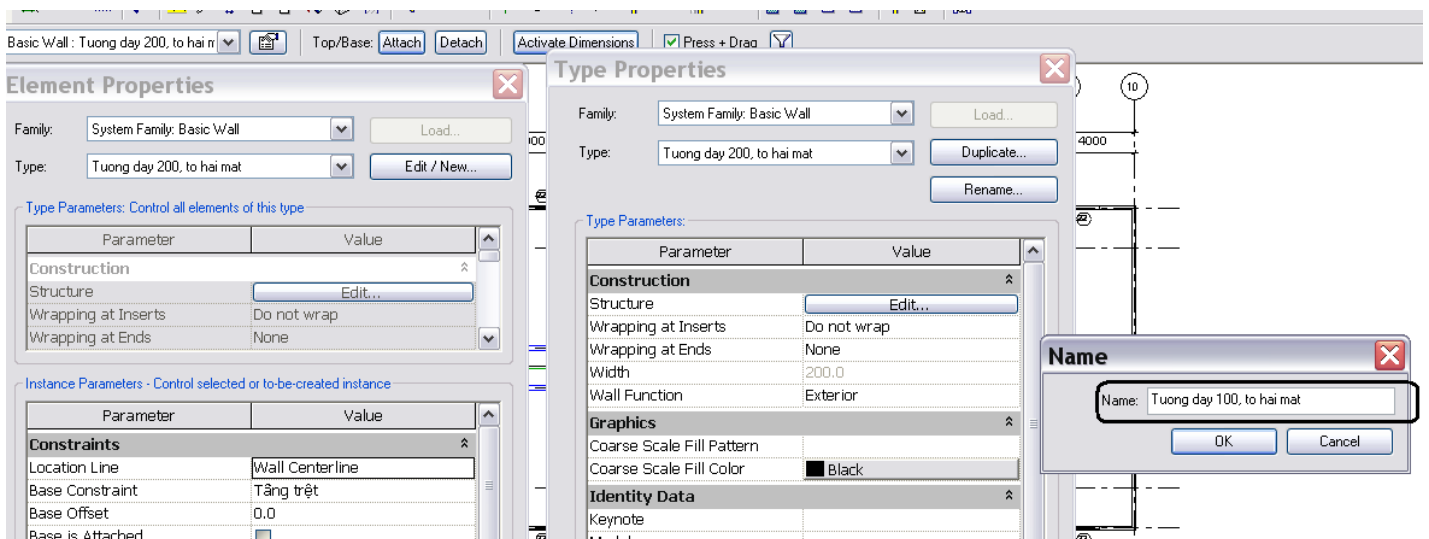 Basic Wall : Tuong day 200, to hai m
Top/Base: Attach Detach
Activate Dimensions
Press + Drag
Element Properties
Family: System Family: Basic Wall
Load...
Type: Tuong day 200, to hai mat
Edit / New...
Type Parameters: Control all elements of this type
Parameter Value
Construction
Structure Edit...
Wrapping at Inserts Do not wrap
Wrapping at Ends None
Instance Parameters - Control selected or to-be-created instance
Parameter Value
Constraints
Location Line Wall Centerline
Base Constraint Tầng trệt
Base Offset 0.0
Base is Attached
Type Properties
Family: System Family: Basic Wall
Load...
Type: Tuong day 200, to hai mat
Duplicate...
Rename...
Type Parameters:
Parameter Value
Construction
Structure Edit...
Wrapping at Inserts Do not wrap
Wrapping at Ends None
Width 200.0
Wall Function Exterior
Graphics
Coarse Scale Fill Pattern
Coarse Scale Fill Color Black
Identity Data
Keynote
10
4000
Name
Name: Tuong day 100, to hai mat
OK Cancel